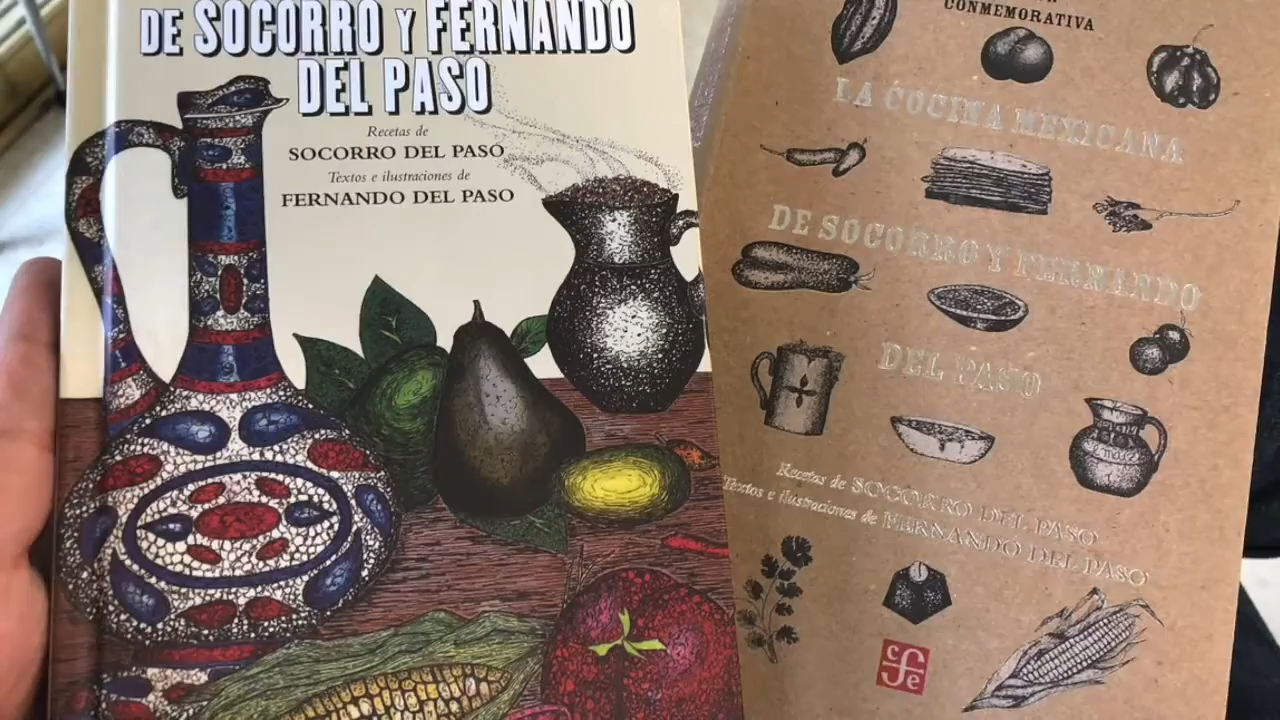 DE SOCORRO Y FERNANDO
DEL PASO
Recetas de
SOCORRO DEL PASO
Textos e ilustraciones de
FERNANDO DEL PASO
CONMEMORATIVA
LA COCINA MEXICANA
DE SOCORRO Y FERNANDO
DEL PASO
Recetas de SOCORRO DEL PASO
Textos e ilustraciones de FERNANDO DEL PASO
cfe